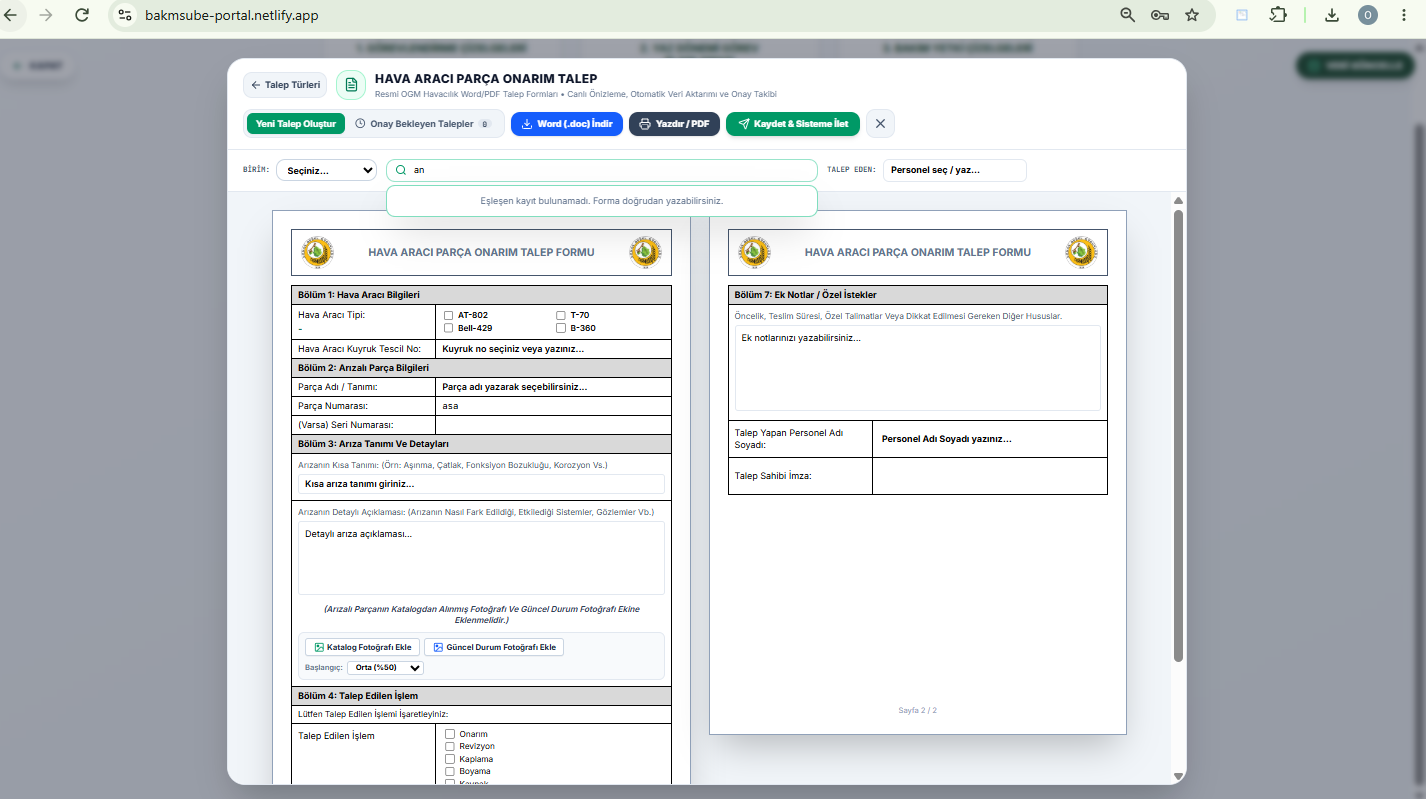 bakmsube-portal.netlify.app
O
Talep Türleri
HAVA ARACI PARÇA ONARIM TALEP
Resmi OGM Havacılık Word/PDF Talep Formları • Canlı Önizleme, Otomatik Veri Aktarımı ve Onay Takibi
Yeni Talep Oluştur
Onay Bekleyen Talepler 0
Word (.doc) İndir
Yazdır / PDF
Kaydet & Sisteme İlet
BİRİM:
Seçiniz...
an
TALEP EDEN:
Personel seç / yaz...
Eşleşen kayıt bulunamadı. Forma doğrudan yazabilirsiniz.
HAVA ARACI PARÇA ONARIM TALEP FORMU
Bölüm 1: Hava Aracı Bilgileri
Hava Aracı Tipi:
-
AT-802
T-70
Bell-429
B-360
Hava Aracı Kuyruk Tescil No:
Kuyruk no seçiniz veya yazınız...
Bölüm 2: Arızalı Parça Bilgileri
Parça Adı / Tanımı:
Parça adı yazarak seçebilirsiniz...
Parça Numarası:
asa
(Varsa) Seri Numarası:
Bölüm 3: Arıza Tanımı Ve Detayları
Arızanın Kısa Tanımı: (Örn: Aşınma, Çatlak, Fonksiyon Bozukluğu, Korozyon Vs.)
Kısa arıza tanımı giriniz...
Arızanın Detaylı Açıklaması: (Arızanın Nasıl Fark Edildiği, Etkilediği Sistemler, Gözlemler Vb.)
Detaylı arıza açıklaması...
(Arızalı Parçanın Katalogdan Alınmış Fotoğrafı Ve Güncel Durum Fotoğrafı Ekine
Eklenmelidir.)
Katalog Fotoğrafı Ekle
Güncel Durum Fotoğrafı Ekle
Başlangıç:
Orta (%50)
Bölüm 4: Talep Edilen İşlem
Lütfen Talep Edilen İşlemi İşaretleyiniz:
Talep Edilen İşlem
Onarım
Revizyon
Kaplama
Boyama
Kaynak
HAVA ARACI PARÇA ONARIM TALEP FORMU
Bölüm 7: Ek Notlar / Özel İstekler
Öncelik, Teslim Süresi, Özel Talimatlar Veya Dikkat Edilmesi Gereken Diğer Hususlar.
Ek notlarınızı yazabilirsiniz...
Talep Yapan Personel Adı
Soyadı:
Personel Adı Soyadı yazınız...
Talep Sahibi İmza:
Sayfa 2 / 2